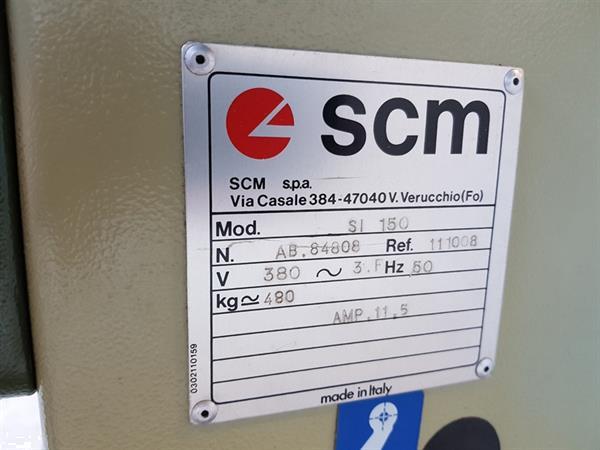 scm
SCM s.p.a.
Via Casale 384-47040 V. Verucchio (Fo)
Mod. SI 150
N. AB.84808 Ref. 111008
V 380 ~ 3.F Hz 50
kg ≃ 480
AMP.11,5
0302110159
made in Italy